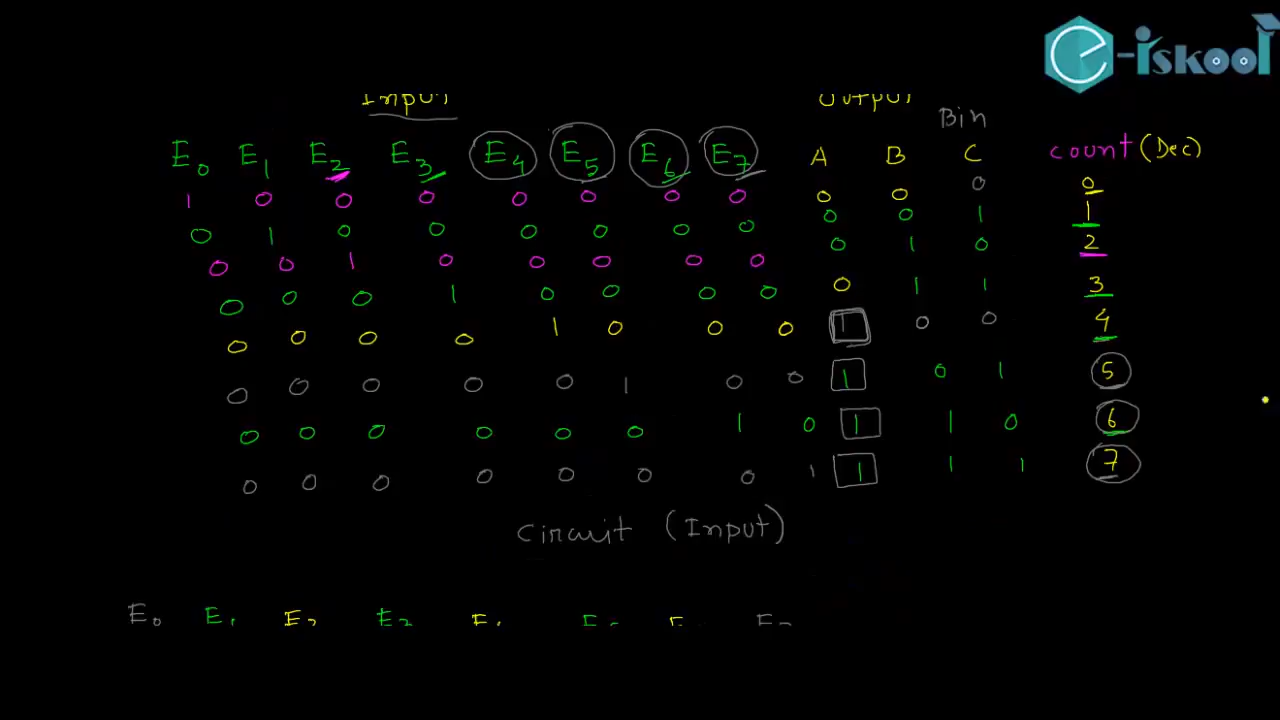 e-iskool
Input Output
Bin
E0 E1 E2 E3 E4 E5 E6 E7 A B C count (Dec)
1 0 0 0 0 0 0 0 0 0 0 0
0 1 0 0 0 0 0 0 0 0 1 1
0 0 1 0 0 0 0 0 0 1 0 2
0 0 0 1 0 0 0 0 0 1 1 3
0 0 0 0 1 0 0 0 1 0 0 4
0 0 0 0 0 1 0 0 1 0 1 5
0 0 0 0 0 0 1 0 1 1 0 6
0 0 0 0 0 0 0 1 1 1 1 7
Circuit (Input)
E0 E1 E2 E3